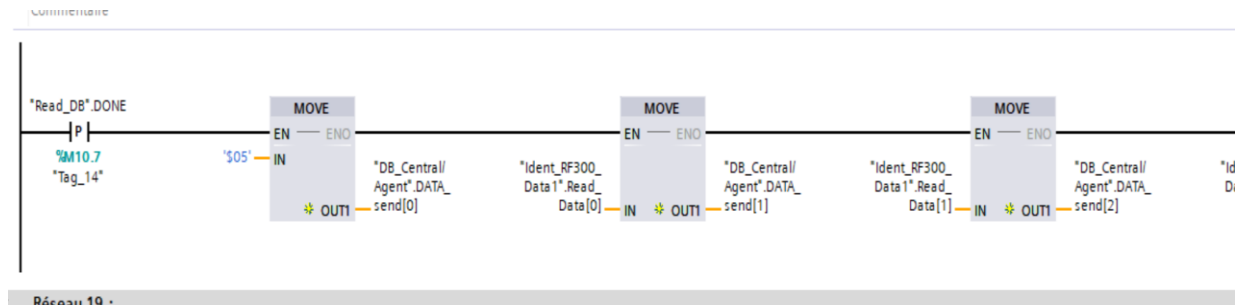 Commentaire
"Read_DB".DONE
P
%M10.7
"Tag_14"
MOVE
EN ENO
'$05' IN
OUT1
"DB_Central/
Agent".DATA_
send[0]
MOVE
EN ENO
"Ident_RF300_
Data1".Read_
Data[0]
IN OUT1
"DB_Central/
Agent".DATA_
send[1]
MOVE
EN ENO
"Ident_RF300_
Data1".Read_
Data[1]
IN OUT1
"DB_Central/
Agent".DATA_
send[2]
Réseau 19 :